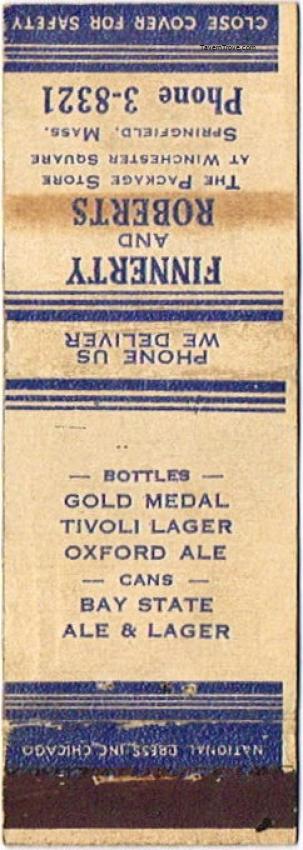 CLOSE COVER FOR SAFETY
TavernTrove.com
FINNERTY
AND
ROBERTS
THE PACKAGE STORE
AT WINCHESTER SQUARE
SPRINGFIELD, MASS.
Phone 3-8321
PHONE US
WE DELIVER
— BOTTLES —
GOLD MEDAL
TIVOLI LAGER
OXFORD ALE
— CANS —
BAY STATE
ALE & LAGER
NATIONAL PRESS, INC. CHICAGO